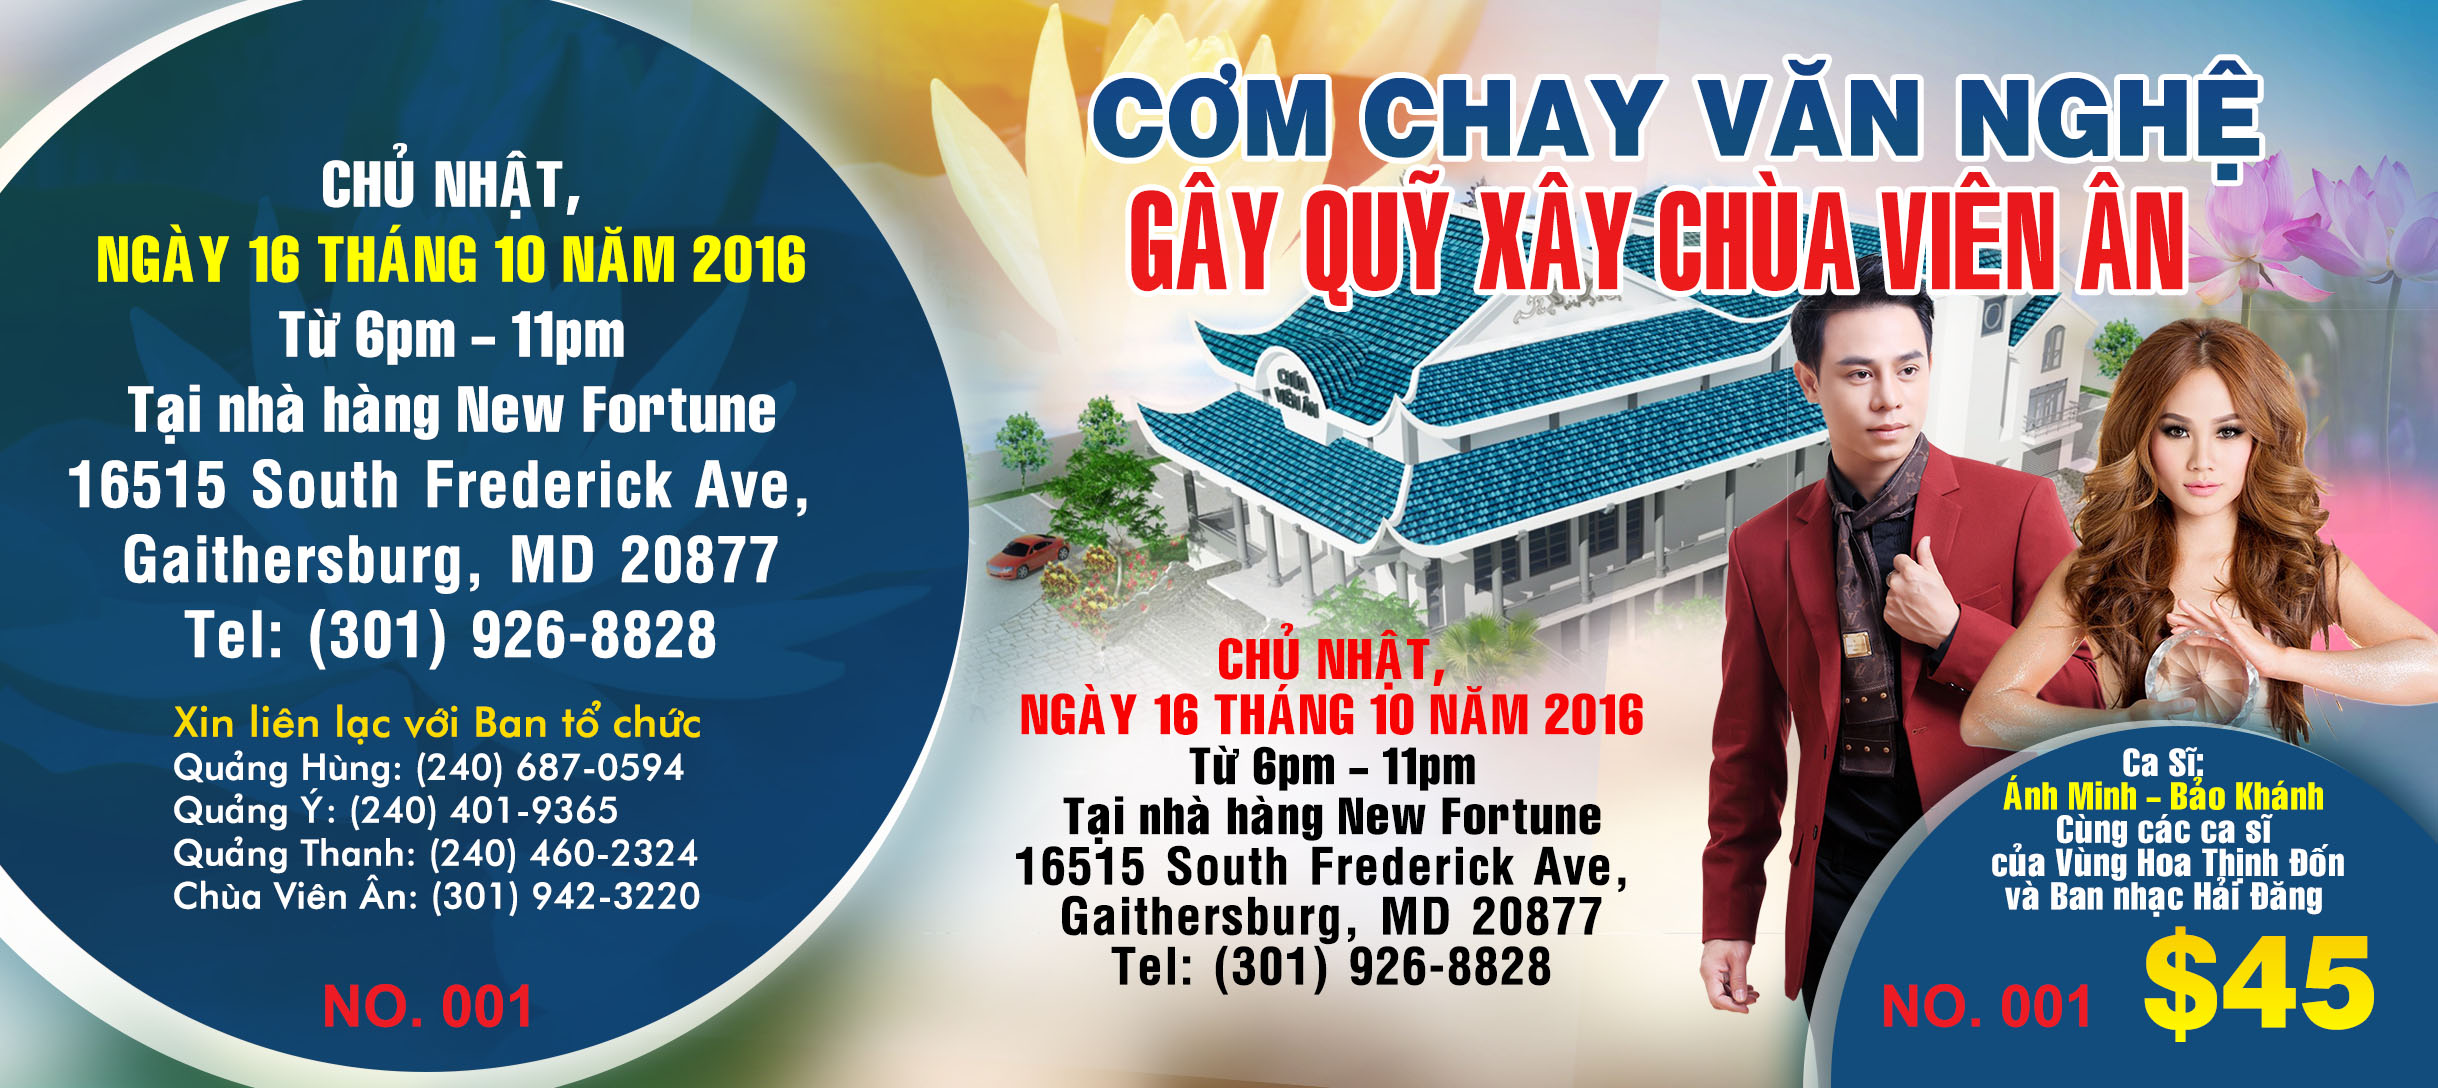 CHỦ NHẬT,
NGÀY 16 THÁNG 10 NĂM 2016
Từ 6pm – 11pm
Tại nhà hàng New Fortune
16515 South Frederick Ave,
Gaithersburg, MD 20877
Tel: (301) 926-8828
Xin liên lạc với Ban tổ chức
Quảng Hùng: (240) 687-0594
Quảng Ý: (240) 401-9365
Quảng Thanh: (240) 460-2324
Chùa Viên Ân: (301) 942-3220
NO. 001
CƠM CHAY VĂN NGHỆ
GÂY QUỸ XÂY CHÙA VIÊN ÂN
CHÙA
VIÊN ÂN
CHỦ NHẬT,
NGÀY 16 THÁNG 10 NĂM 2016
Từ 6pm – 11pm
Tại nhà hàng New Fortune
16515 South Frederick Ave,
Gaithersburg, MD 20877
Tel: (301) 926-8828
Ca Sĩ:
Ánh Minh – Bảo Khánh
Cùng các ca sĩ
của Vùng Hoa Thịnh Đốn
và Ban nhạc Hải Đăng
NO. 001 $45